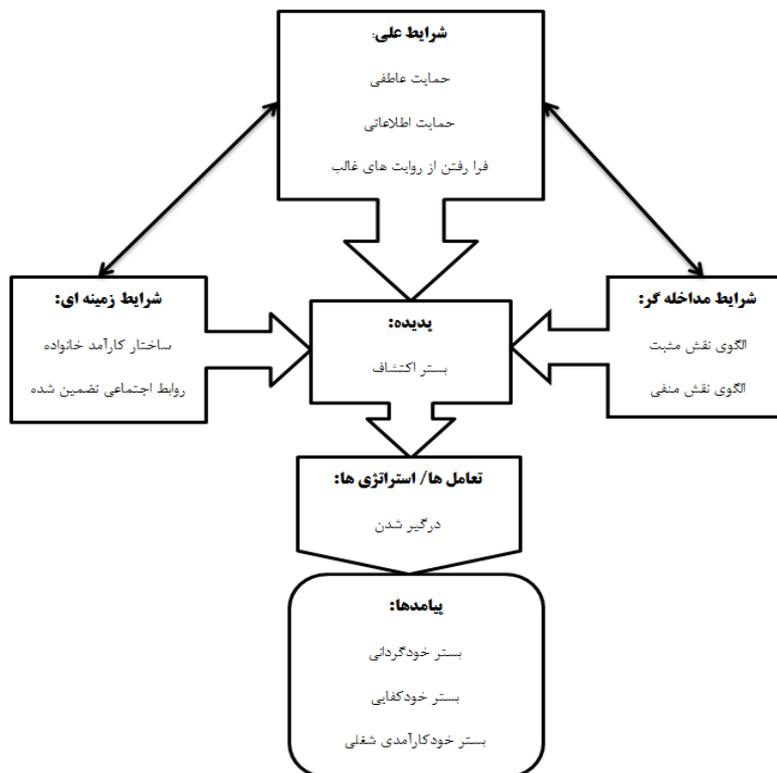 شرایط علی:
حمایت عاطفی
حمایت اطلاعاتی
فرا رفتن از روایت های غالب
شرایط مداخله گر:
الگوی نقش مثبت
الگوی نقش منفی
پدیده:
بستر اکتشاف
شرایط زمینه ای:
ساختار کارآمد خانواده
روابط اجتماعی تضمین شده
تعامل ها/ استراتژی ها:
درگیر شدن
پیامدها:
بستر خودگردانی
بستر خودکفایی
بستر خودکارآمدی شغلی